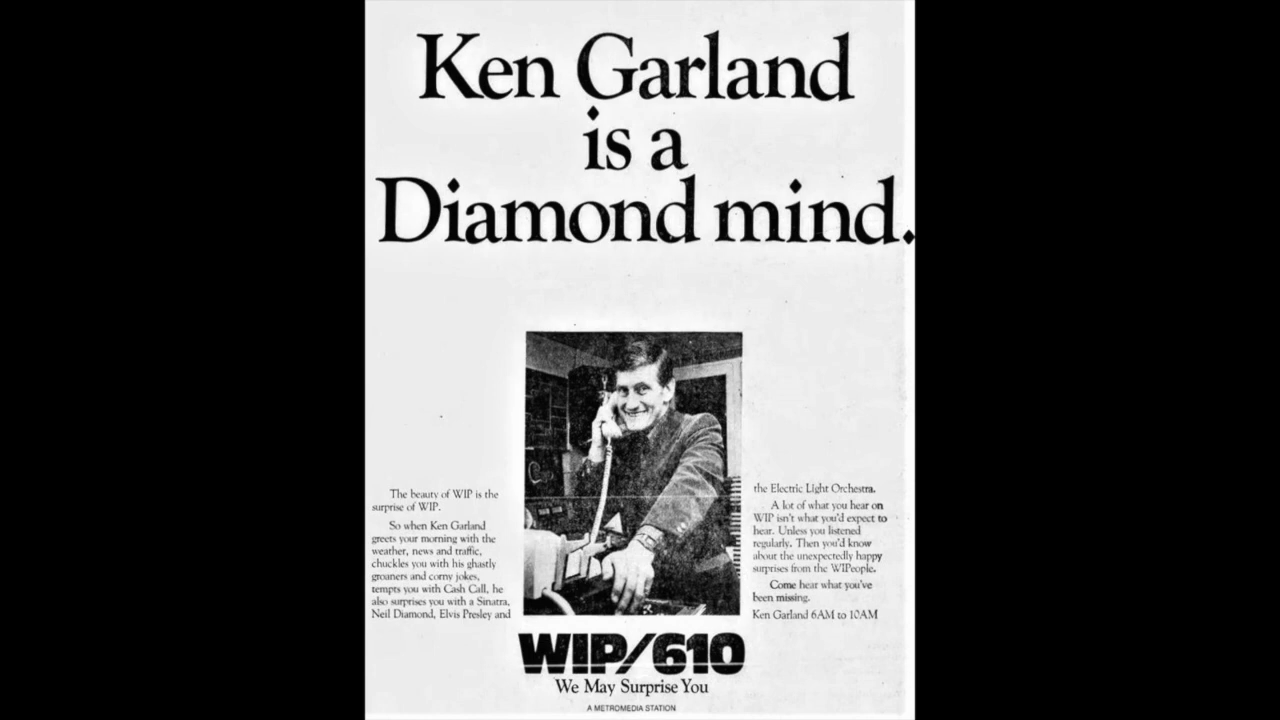 Ken Garland
is a
Diamond mind.
The beauty of WIP is the
surprise of WIP.
So when Ken Garland
greets your morning with the
weather, news and traffic,
chuckles you with his ghastly
groaners and corny jokes,
tempts you with Cash Call, he
also surprises you with a Sinatra,
Neil Diamond, Elvis Presley and
the Electric Light Orchestra.
A lot of what you hear on
WIP isn't what you'd expect to
hear. Unless you listened
regularly. Then you'd know
about the unexpectedly happy
surprises from the WIPeople.
Come hear what you've
been missing.
Ken Garland 6AM to 10AM
WIP/610
We May Surprise You
A METROMEDIA STATION